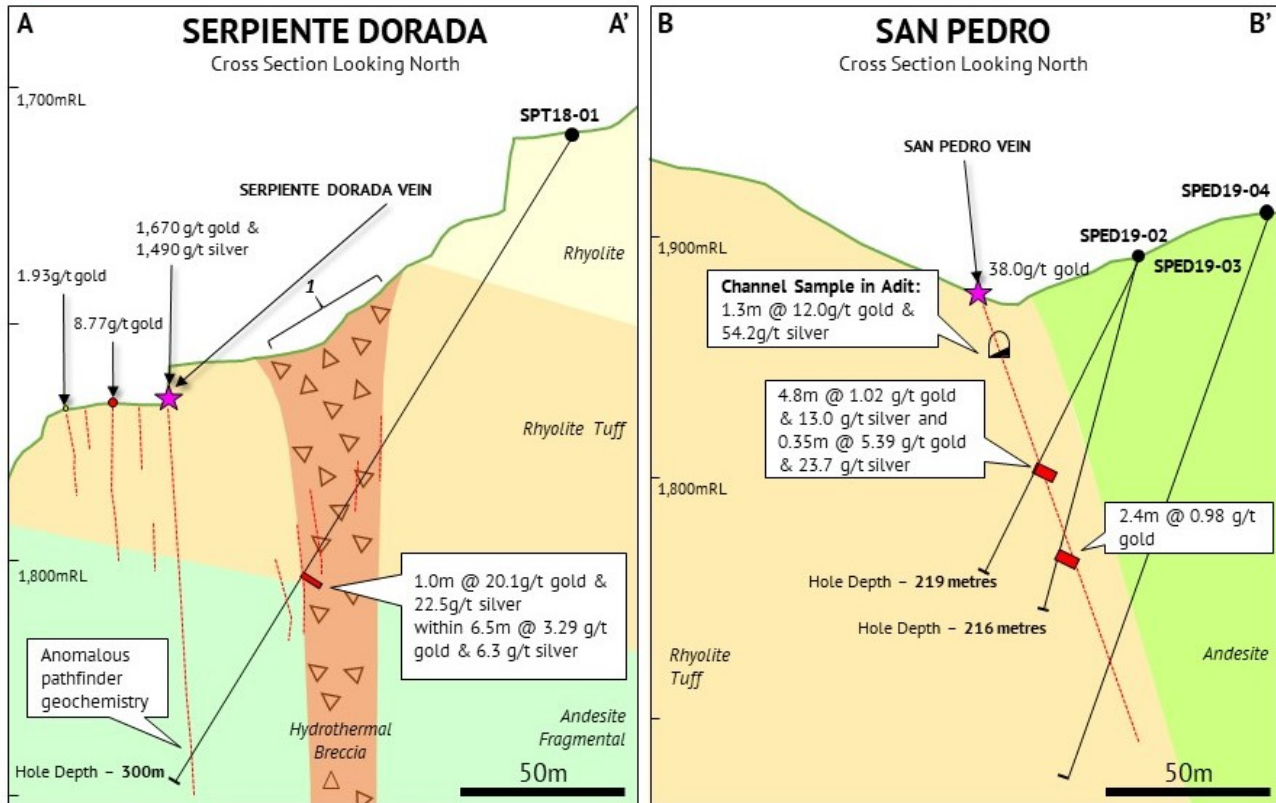 A
SERPIENTE DORADA
A'
Cross Section Looking North
1,700mRL
SPT18-01
SERPIENTE DORADA VEIN
1,670 g/t gold &
1,490 g/t silver
1.93g/t gold
8.77g/t gold
1
Rhyolite
Rhyolite Tuff
1,800mRL
1.0m @ 20.1g/t gold &
22.5g/t silver
within 6.5m @ 3.29 g/t
gold & 6.3 g/t silver
Anomalous
pathfinder
geochemistry
Hydrothermal
Breccia
Andesite
Fragmental
Hole Depth – 300m
50m
B
SAN PEDRO
B'
Cross Section Looking North
SAN PEDRO VEIN
SPED19-04
1,900mRL
SPED19-02
SPED19-03
38.0g/t gold
Channel Sample in Adit:
1.3m @ 12.0g/t gold &
54.2g/t silver
4.8m @ 1.02 g/t gold
& 13.0 g/t silver and
0.35m @ 5.39 g/t gold
& 23.7 g/t silver
1,800mRL
2.4m @ 0.98 g/t
gold
Hole Depth – 219 metres
Hole Depth – 216 metres
Rhyolite
Tuff
Andesite
50m